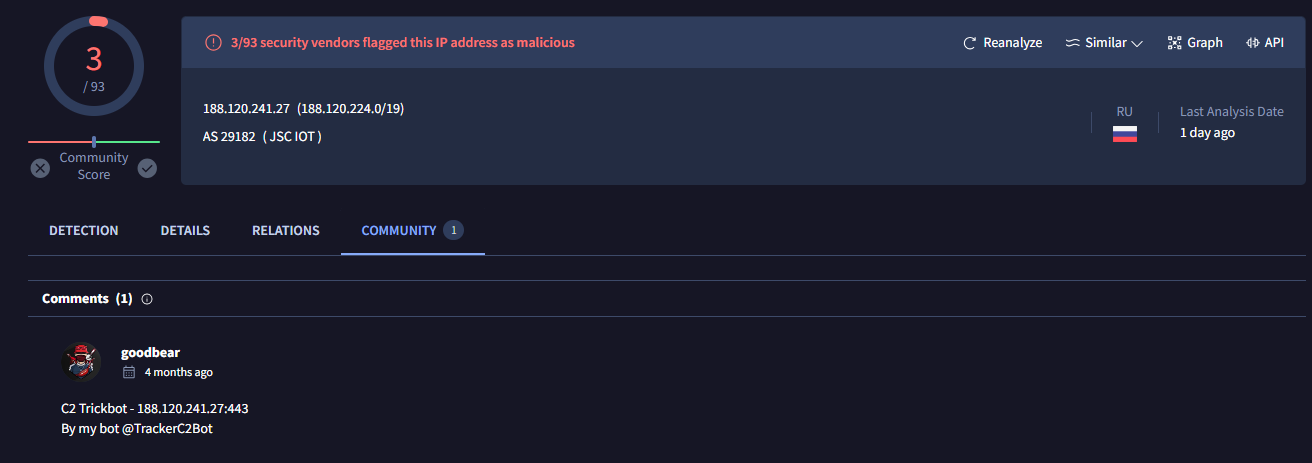 3
/ 93
Community
Score
3/93 security vendors flagged this IP address as malicious
Reanalyze
Similar
Graph
API
188.120.241.27 (188.120.224.0/19)
AS 29182 ( JSC IOT )
RU
Last Analysis Date
1 day ago
DETECTION
DETAILS
RELATIONS
COMMUNITY 1
Comments (1)
goodbear
4 months ago
C2 Trickbot - 188.120.241.27:443
By my bot @TrackerC2Bot